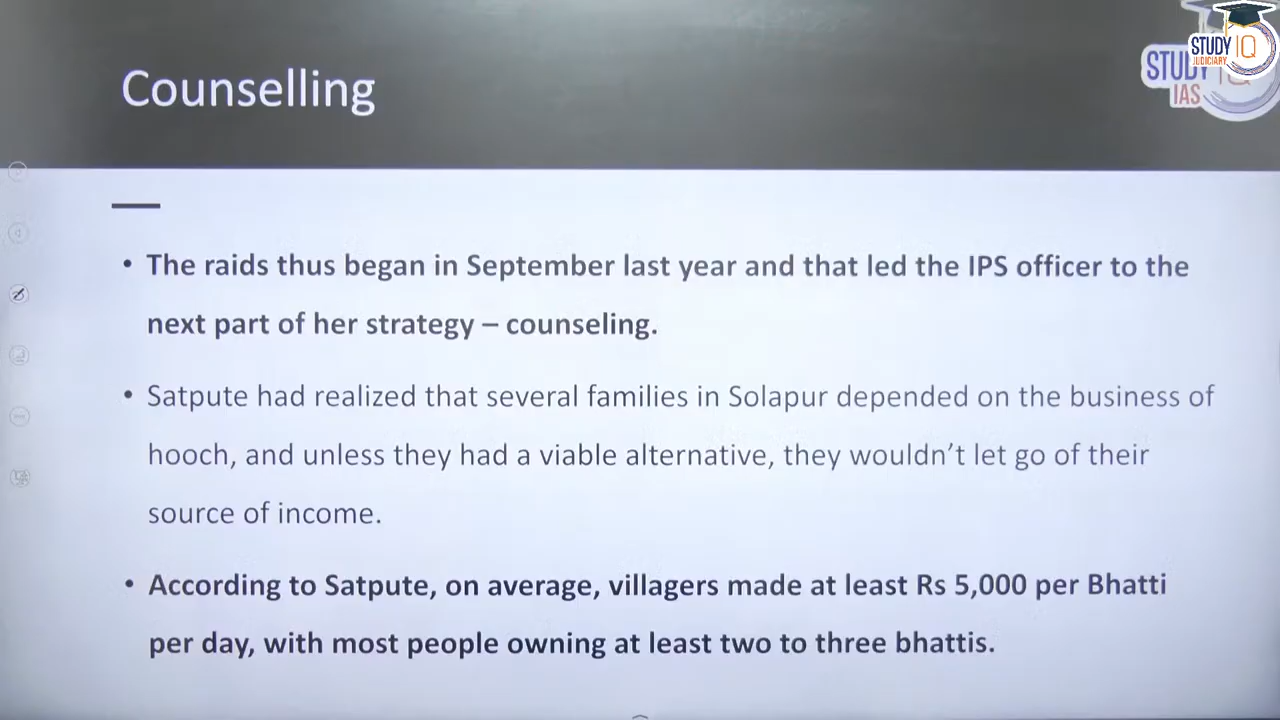 Counselling
STUDY IQ
JUDICIARY
STUDY IQ
IAS
• The raids thus began in September last year and that led the IPS officer to the
next part of her strategy – counseling.
• Satpute had realized that several families in Solapur depended on the business of
hooch, and unless they had a viable alternative, they wouldn’t let go of their
source of income.
• According to Satpute, on average, villagers made at least Rs 5,000 per Bhatti
per day, with most people owning at least two to three bhattis.